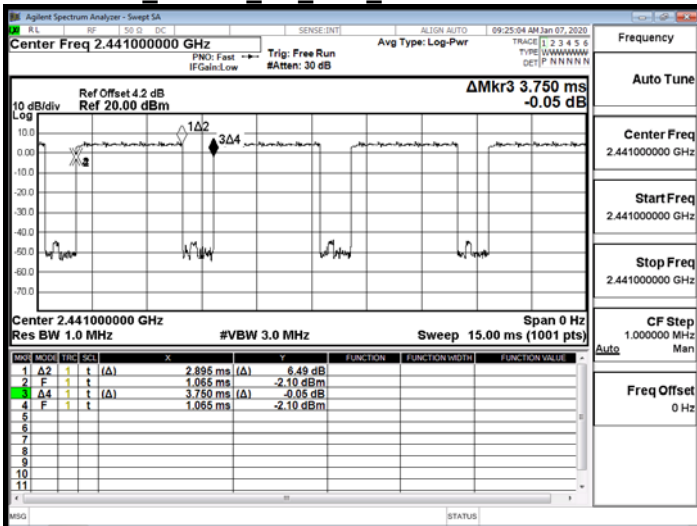 Agilent Spectrum Analyzer - Swept SA
RL RF 50 Ω DC SENSE:INT ALIGN AUTO 09:25:04 AM Jan 07, 2020
Center Freq 2.441000000 GHz
PNO: Fast
IFGain:Low
Trig: Free Run
#Atten: 30 dB
Avg Type: Log-Pwr
TRACE 1 2 3 4 5 6
TYPE WWWWWW
DET P N N N N N
Ref Offset 4.2 dB
Ref 20.00 dBm
10 dB/div
Log
ΔMkr3 3.750 ms
-0.05 dB
10.0
0.00
-10.0
-20.0
-30.0
-40.0
-50.0
-60.0
-70.0
1Δ2
3Δ4
Center 2.441000000 GHz
Res BW 1.0 MHz
#VBW 3.0 MHz
Span 0 Hz
Sweep 15.00 ms (1001 pts)
MKR MODE TRC SCL X Y FUNCTION FUNCTION WIDTH FUNCTION VALUE
1 Δ2 1 t (Δ) 2.895 ms (Δ) 6.49 dB
2 F 1 t 1.065 ms -2.10 dBm
3 Δ4 1 t (Δ) 3.750 ms (Δ) -0.05 dB
4 F 1 t 1.065 ms -2.10 dBm
5
6
7
8
9
10
11
MSG
STATUS
Frequency
Auto Tune
Center Freq
2.441000000 GHz
Start Freq
2.441000000 GHz
Stop Freq
2.441000000 GHz
CF Step
1.000000 MHz
Auto Man
Freq Offset
0 Hz